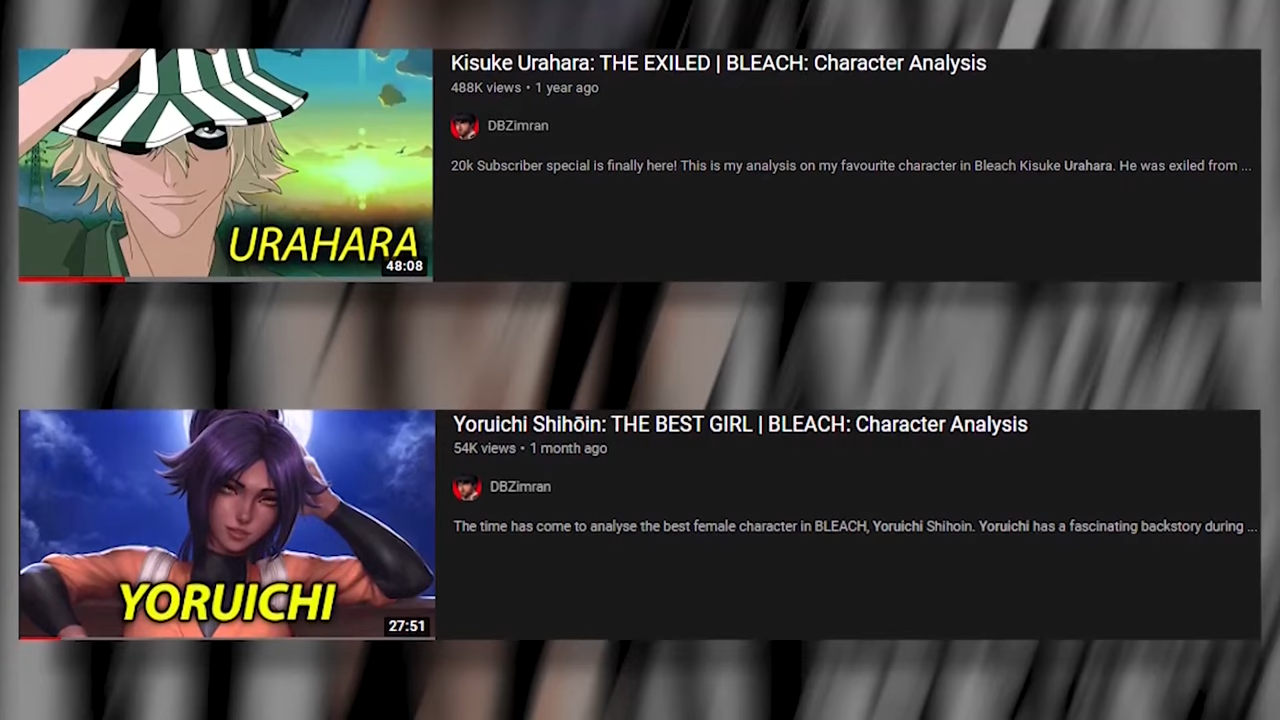 Kisuke Urahara: THE EXILED | BLEACH: Character Analysis
488K views • 1 year ago
DBZimran
20k Subscriber special is finally here! This is my analysis on my favourite character in Bleach Kisuke Urahara. He was exiled from ...
URAHARA
48:08
Yoruichi Shihōin: THE BEST GIRL | BLEACH: Character Analysis
54K views • 1 month ago
DBZimran
The time has come to analyse the best female character in BLEACH, Yoruichi Shihoin. Yoruichi has a fascinating backstory during ...
YORUICHI
27:51